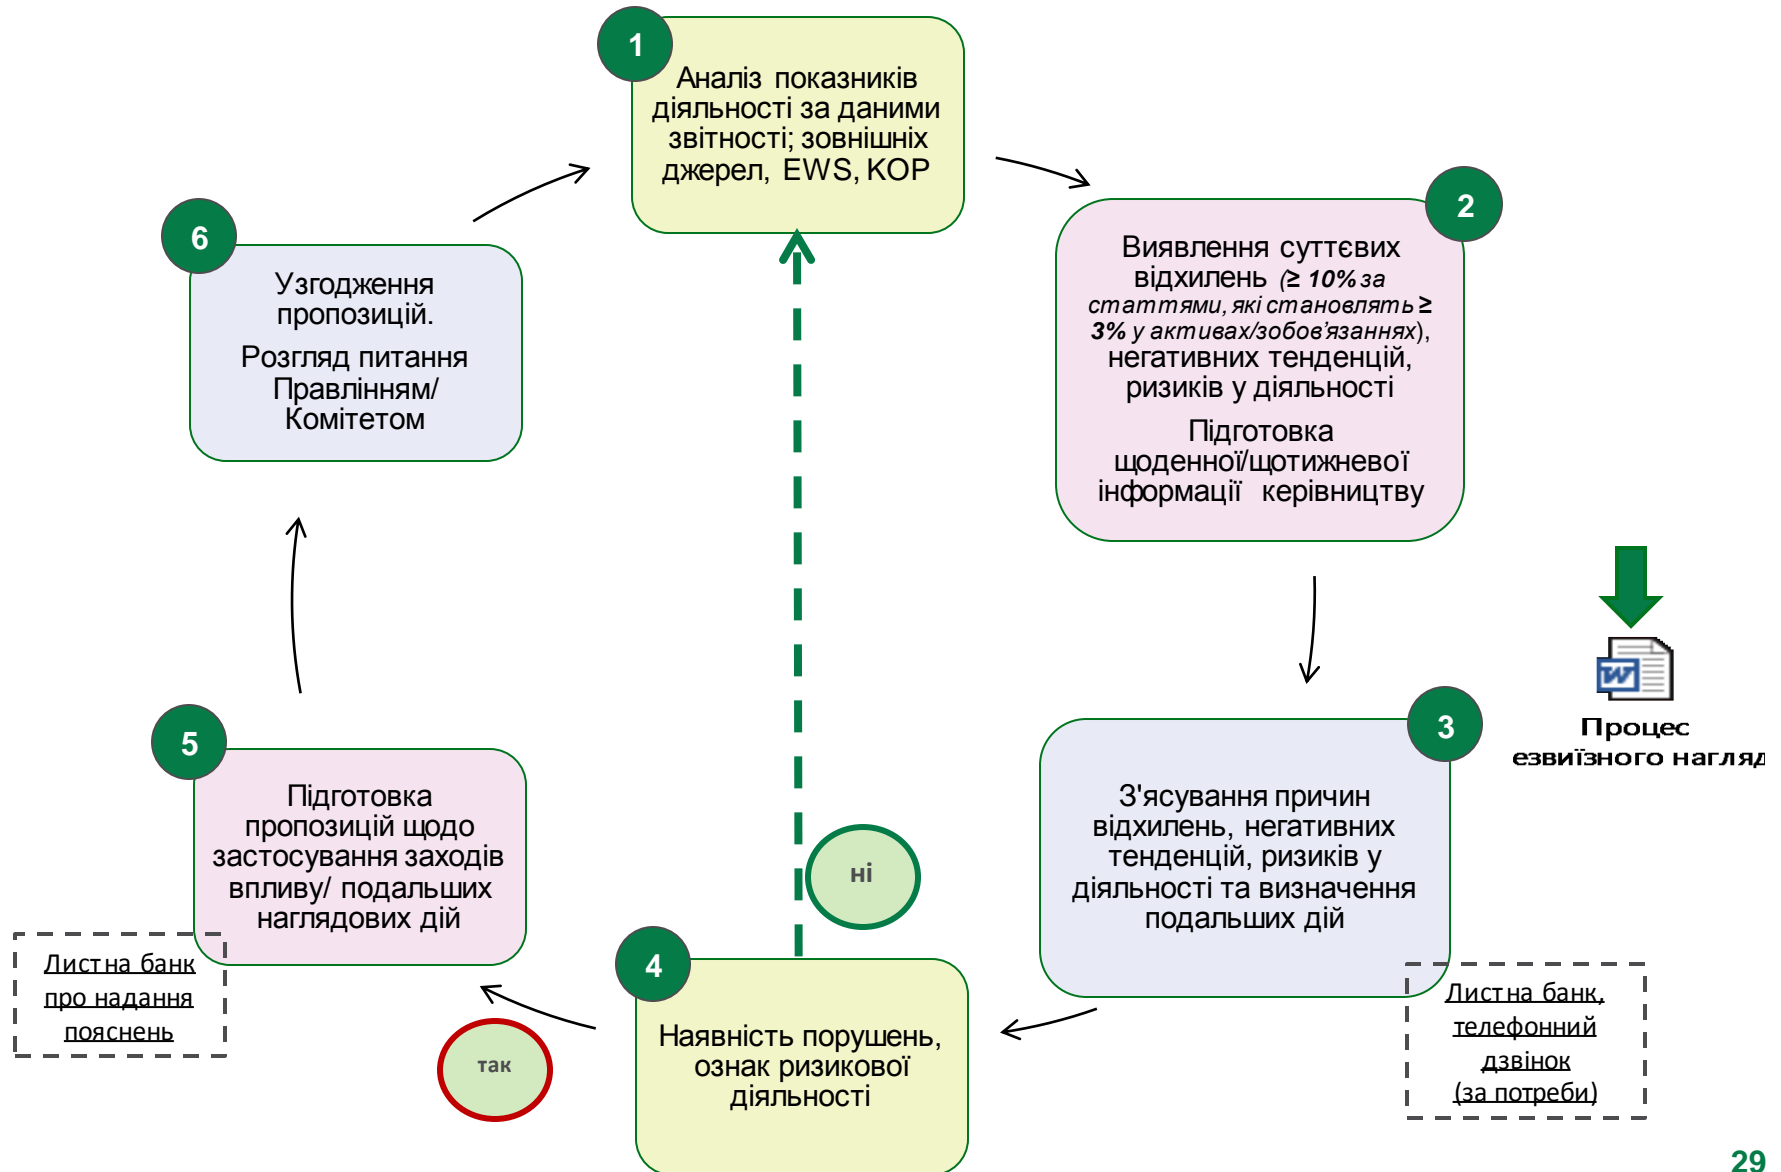 1
Аналіз показників
діяльності за даними
звітності; зовнішніх
джерел, EWS, КОР
2
Виявлення суттєвих
відхилень (≥ 10% за
статтями, які становлять ≥
3% у активах/зобов’язаннях),
негативних тенденцій,
ризиків у діяльності
Підготовка
щоденної/щотижневої
інформації керівництву
Процес
езвиїзного нагляд
3
З'ясування причин
відхилень, негативних
тенденцій, ризиків у
діяльності та визначення
подальших дій
Лист на банк,
телефонний
дзвінок
(за потреби)
4
Наявність порушень,
ознак ризикової
діяльності
ні
так
5
Підготовка
пропозицій щодо
застосування заходів
впливу/ подальших
наглядових дій
Лист на банк
про надання
пояснень
6
Узгодження
пропозицій.
Розгляд питання
Правлінням/
Комітетом
29